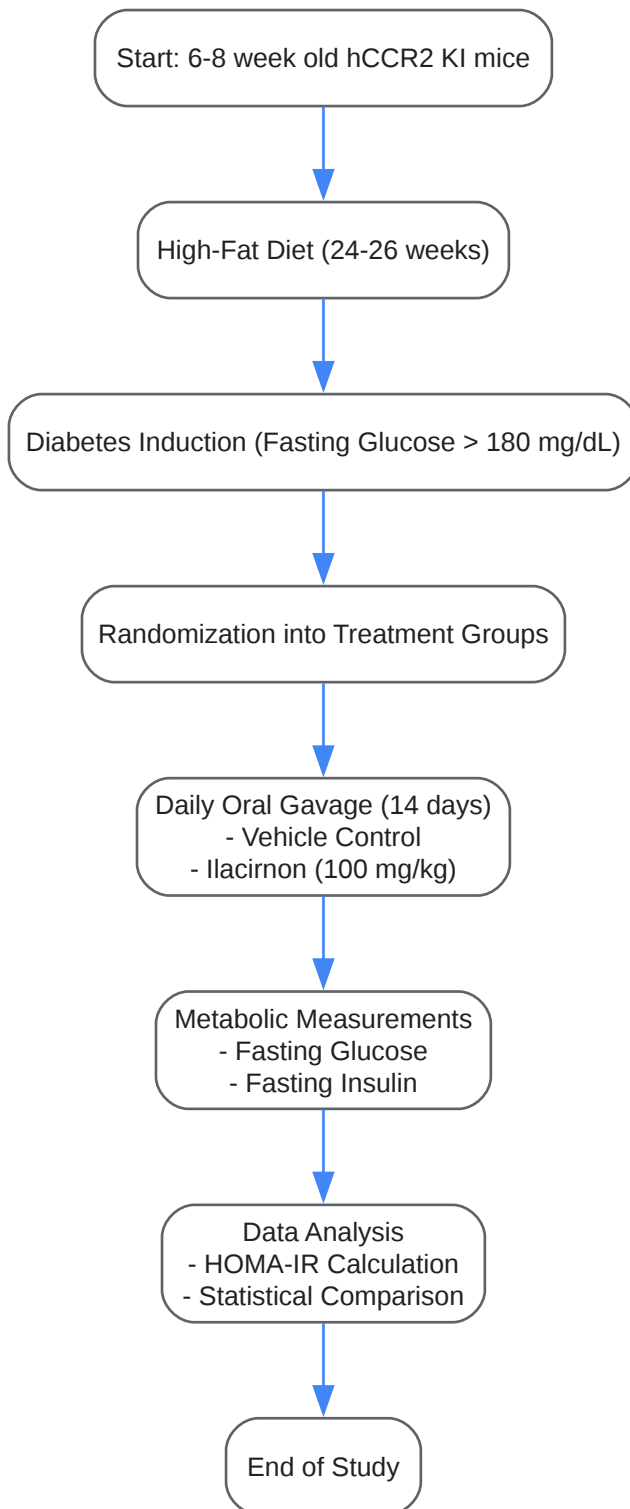 Start: 6-8 week old hCCR2 KI mice
High-Fat Diet (24-26 weeks)
Diabetes Induction (Fasting Glucose > 180 mg/dL)
Randomization into Treatment Groups
Daily Oral Gavage (14 days)
- Vehicle Control
- Ilacirnon (100 mg/kg)
Metabolic Measurements
- Fasting Glucose
- Fasting Insulin
Data Analysis
- HOMA-IR Calculation
- Statistical Comparison
End of Study